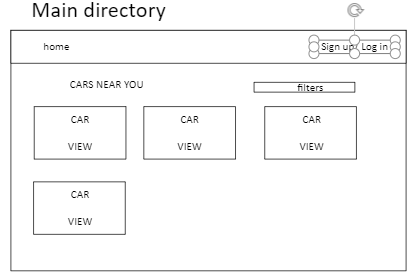 Main directory
home
Sign up Log in
CARS NEAR YOU
filters
CAR
VIEW
CAR
VIEW
CAR
VIEW
CAR
VIEW